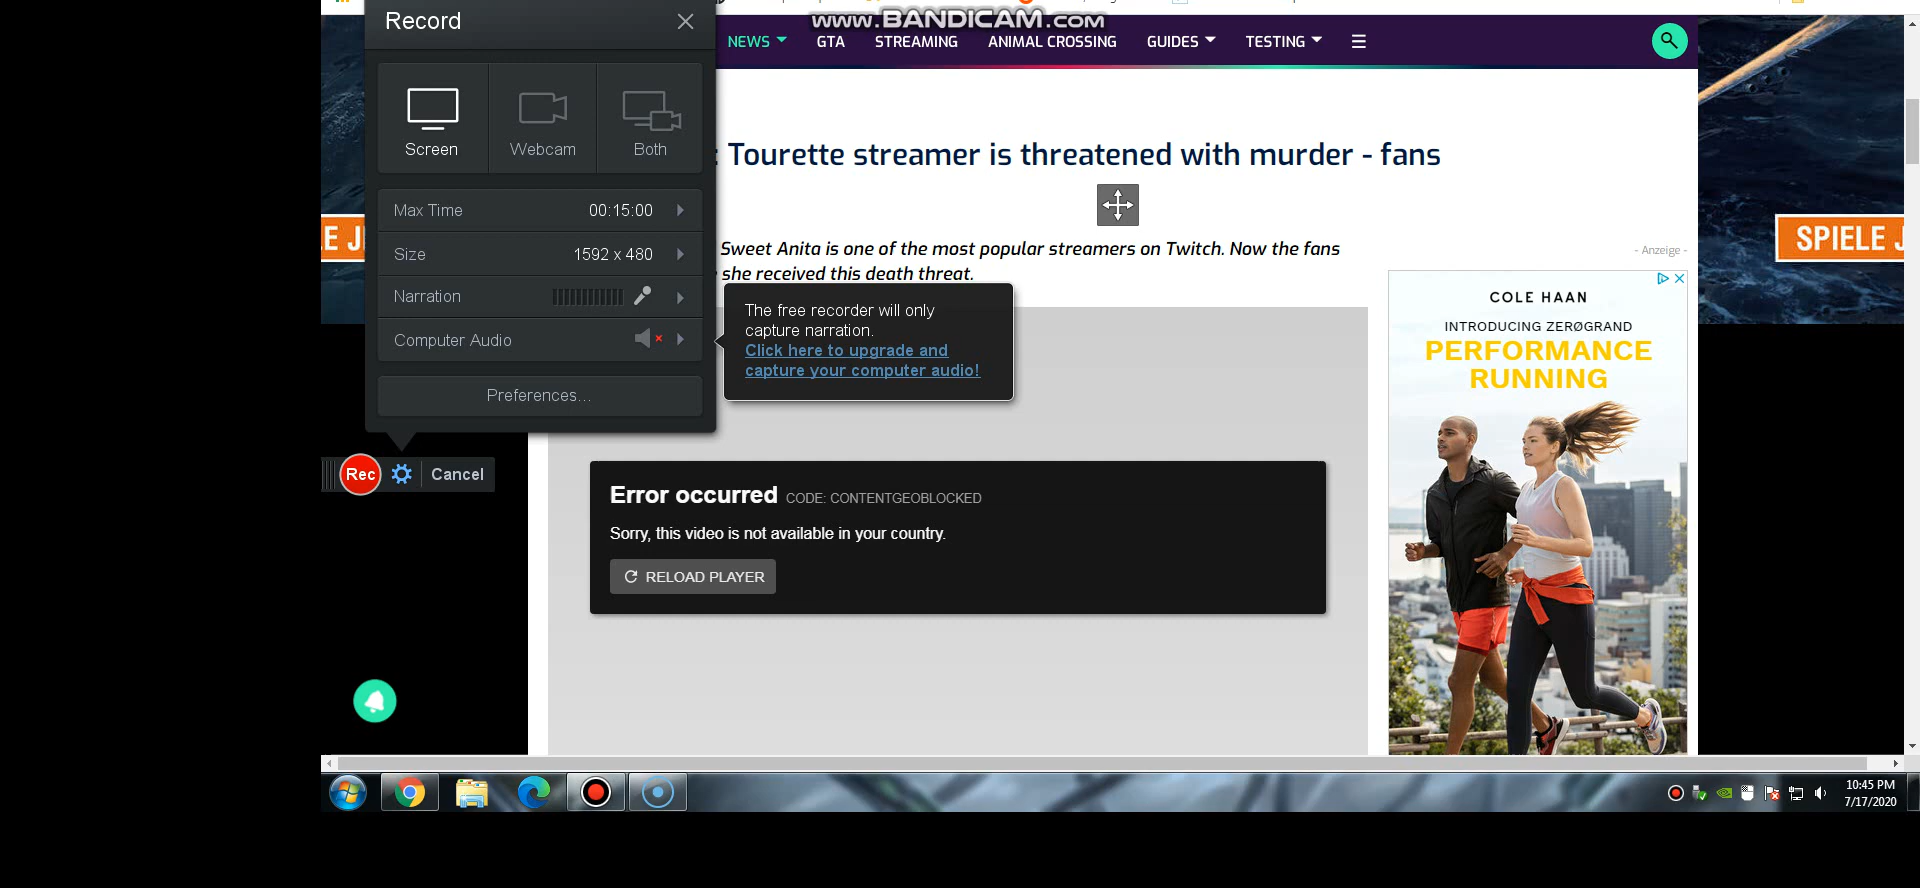 www.BANDICAM.com
Record
NEWS GTA STREAMING ANIMAL CROSSING GUIDES TESTING
Screen Webcam Both
: Tourette streamer is threatened with murder - fans
Max Time 00:15:00
Size 1592 x 480
Narration
Computer Audio
Preferences...
Sweet Anita is one of the most popular streamers on Twitch. Now the fans
she received this death threat.
The free recorder will only
capture narration.
Click here to upgrade and
capture your computer audio!
- Anzeige -
E J
SPIELE J
COLE HAAN
INTRODUCING ZERØGRAND
PERFORMANCE
RUNNING
Rec Cancel
Error occurred CODE: CONTENTGEOBLOCKED
Sorry, this video is not available in your country.
RELOAD PLAYER
10:45 PM
7/17/2020